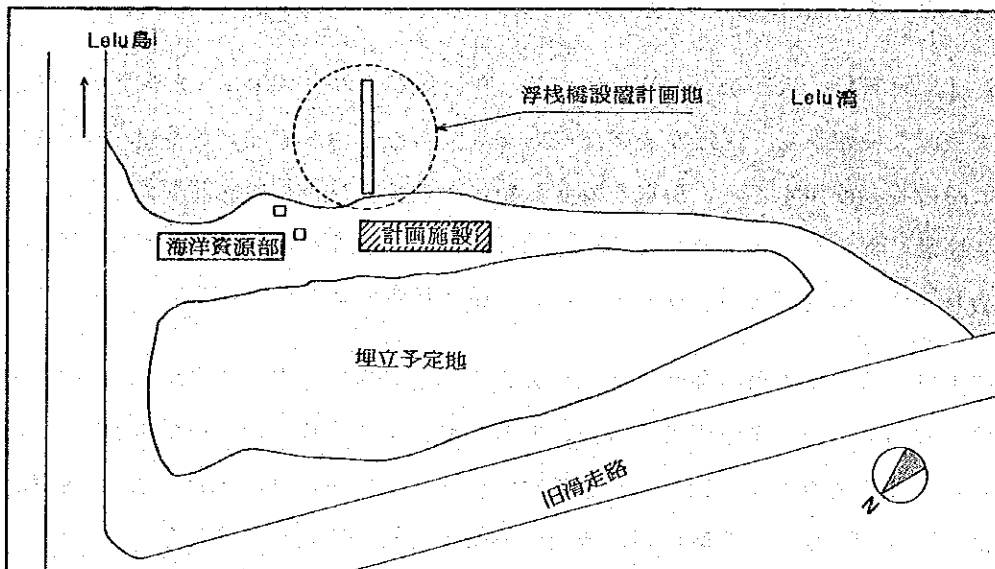 Lelu島
浮桟橋設置計画地
Lelu湾
海洋資源部
計画施設
埋立予定地
旧滑走路
N